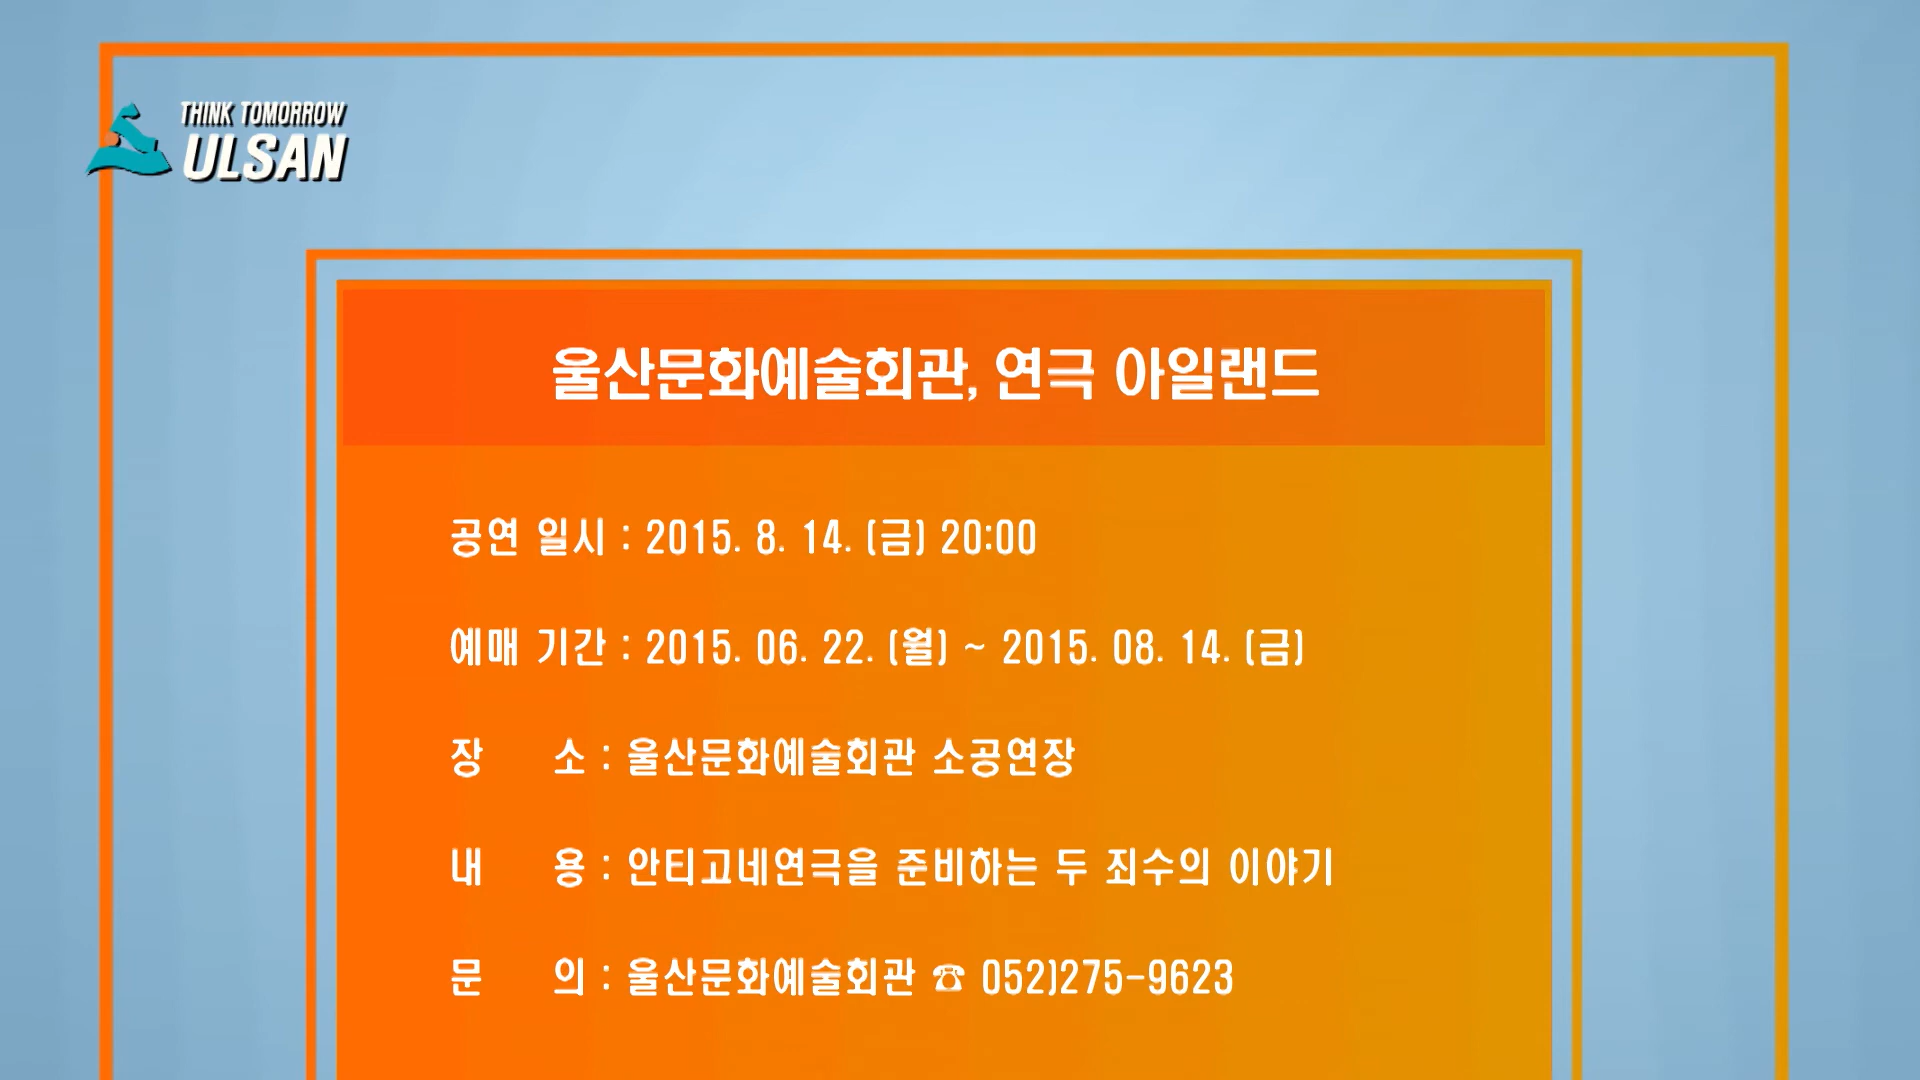 THINK TOMORROW
ULSAN
울산문화예술회관, 연극 아일랜드
공연 일시 : 2015. 8. 14. (금) 20:00
예매 기간 : 2015. 06. 22. (월) ~ 2015. 08. 14. (금)
장 소 : 울산문화예술회관 소공연장
내 용 : 안티고네연극을 준비하는 두 죄수의 이야기
문 의 : 울산문화예술회관 ☎ 052)275-9623